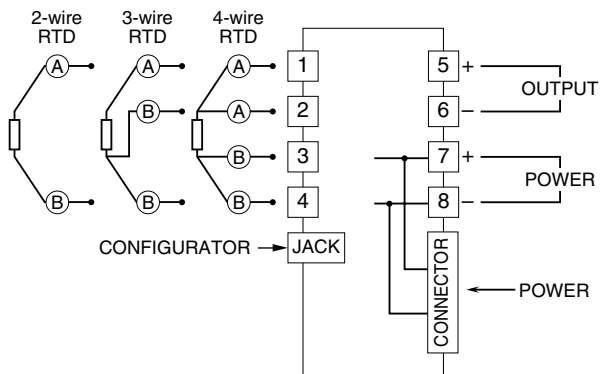 2-wire
RTD
3-wire
RTD
4-wire
RTD
A
A
A
1
5 +
OUTPUT
B
A
2
6 –
B
3
7 +
POWER
B
B
B
4
8 –
CONFIGURATOR
JACK
CONNECTOR
POWER